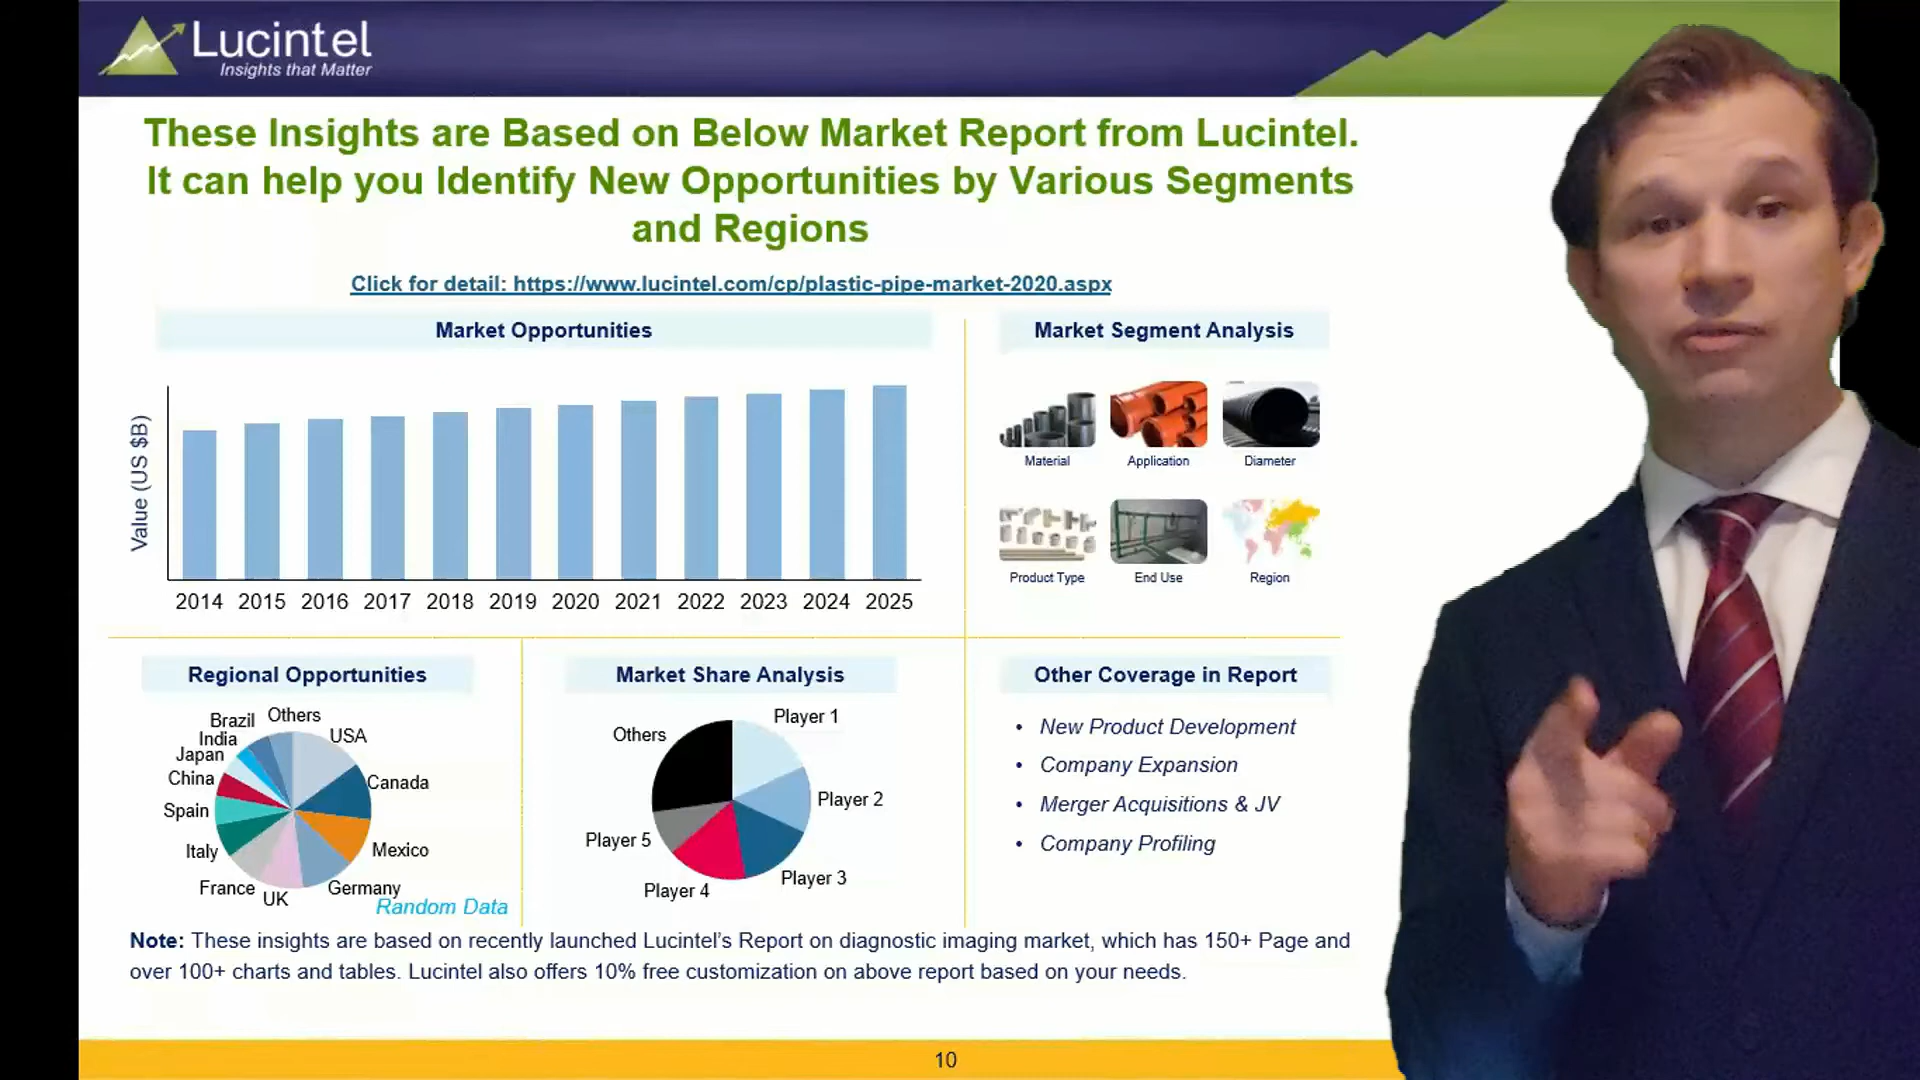 Lucintel
Insights that Matter
These Insights are Based on Below Market Report from Lucintel.
It can help you Identify New Opportunities by Various Segments
and Regions
Click for detail: https://www.lucintel.com/cp/plastic-pipe-market-2020.aspx
Market Opportunities
Value (US $B)
2014 2015 2016 2017 2018 2019 2020 2021 2022 2023 2024 2025
Market Segment Analysis
Material Application Diameter
Product Type End Use Region
Regional Opportunities
Others
USA
Canada
Mexico
Germany
UK
France
Italy
Spain
China
Japan
India
Brazil
Random Data
Market Share Analysis
Player 1
Player 2
Player 3
Player 4
Player 5
Others
Other Coverage in Report
• New Product Development
• Company Expansion
• Merger Acquisitions & JV
• Company Profiling
Note: These insights are based on recently launched Lucintel's Report on diagnostic imaging market, which has 150+ Page and
over 100+ charts and tables. Lucintel also offers 10% free customization on above report based on your needs.
10